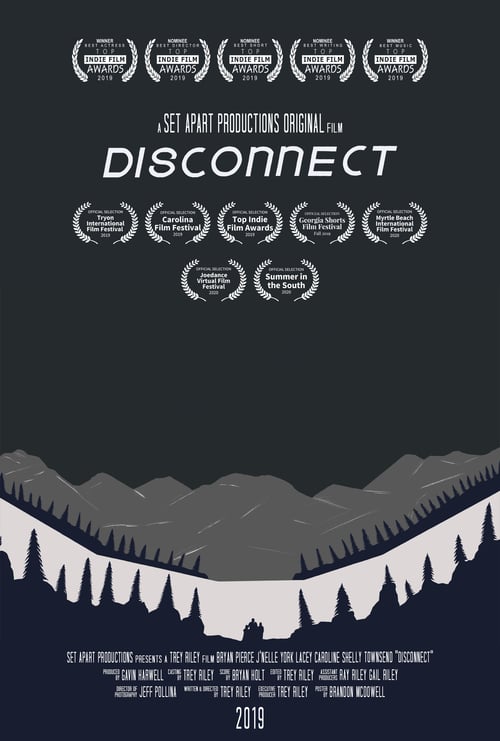 WINNER
BEST ACTRESS
TOP
INDIE FILM
AWARDS
2019
NOMINEE
BEST DIRECTOR
TOP
INDIE FILM
AWARDS
2019
NOMINEE
BEST SHORT
TOP
INDIE FILM
AWARDS
2019
NOMINEE
BEST WRITING
TOP
INDIE FILM
AWARDS
2019
WINNER
BEST MUSIC
TOP
INDIE FILM
AWARDS
2019
A SET APART PRODUCTIONS ORIGINAL FILM
DISCONNECT
OFFICIAL SELECTION
Tryon
International
Film Festival
2019
OFFICIAL SELECTION
Carolina
Film Festival
2019
OFFICIAL SELECTION
Top Indie
Film Awards
2019
OFFICIAL SELECTION
Georgia Shorts
Film Festival
Fall 2019
OFFICIAL SELECTION
Myrtle Beach
International
Film Festival
2020
OFFICIAL SELECTION
Joedance
Virtual Film
Festival
2020
OFFICIAL SELECTION
Summer in
the South
2020
SET APART PRODUCTIONS PRESENTS A TREY RILEY FILM BRYAN PIERCE J'NELLE YORK LACEY CAROLINE SHELLY TOWNSEND "DISCONNECT"
PRODUCED BY GAVIN HARWELL CASTING BY TREY RILEY SCORE BY BRYAN HOLT EDITED BY TREY RILEY ASSISTANT PRODUCERS RAY RILEY GAIL RILEY
DIRECTOR OF PHOTOGRAPHY JEFF POLLINA WRITTEN & DIRECTED BY TREY RILEY EXECUTIVE PRODUCER TREY RILEY POSTER BY BRANDON MCDOWELL
2019